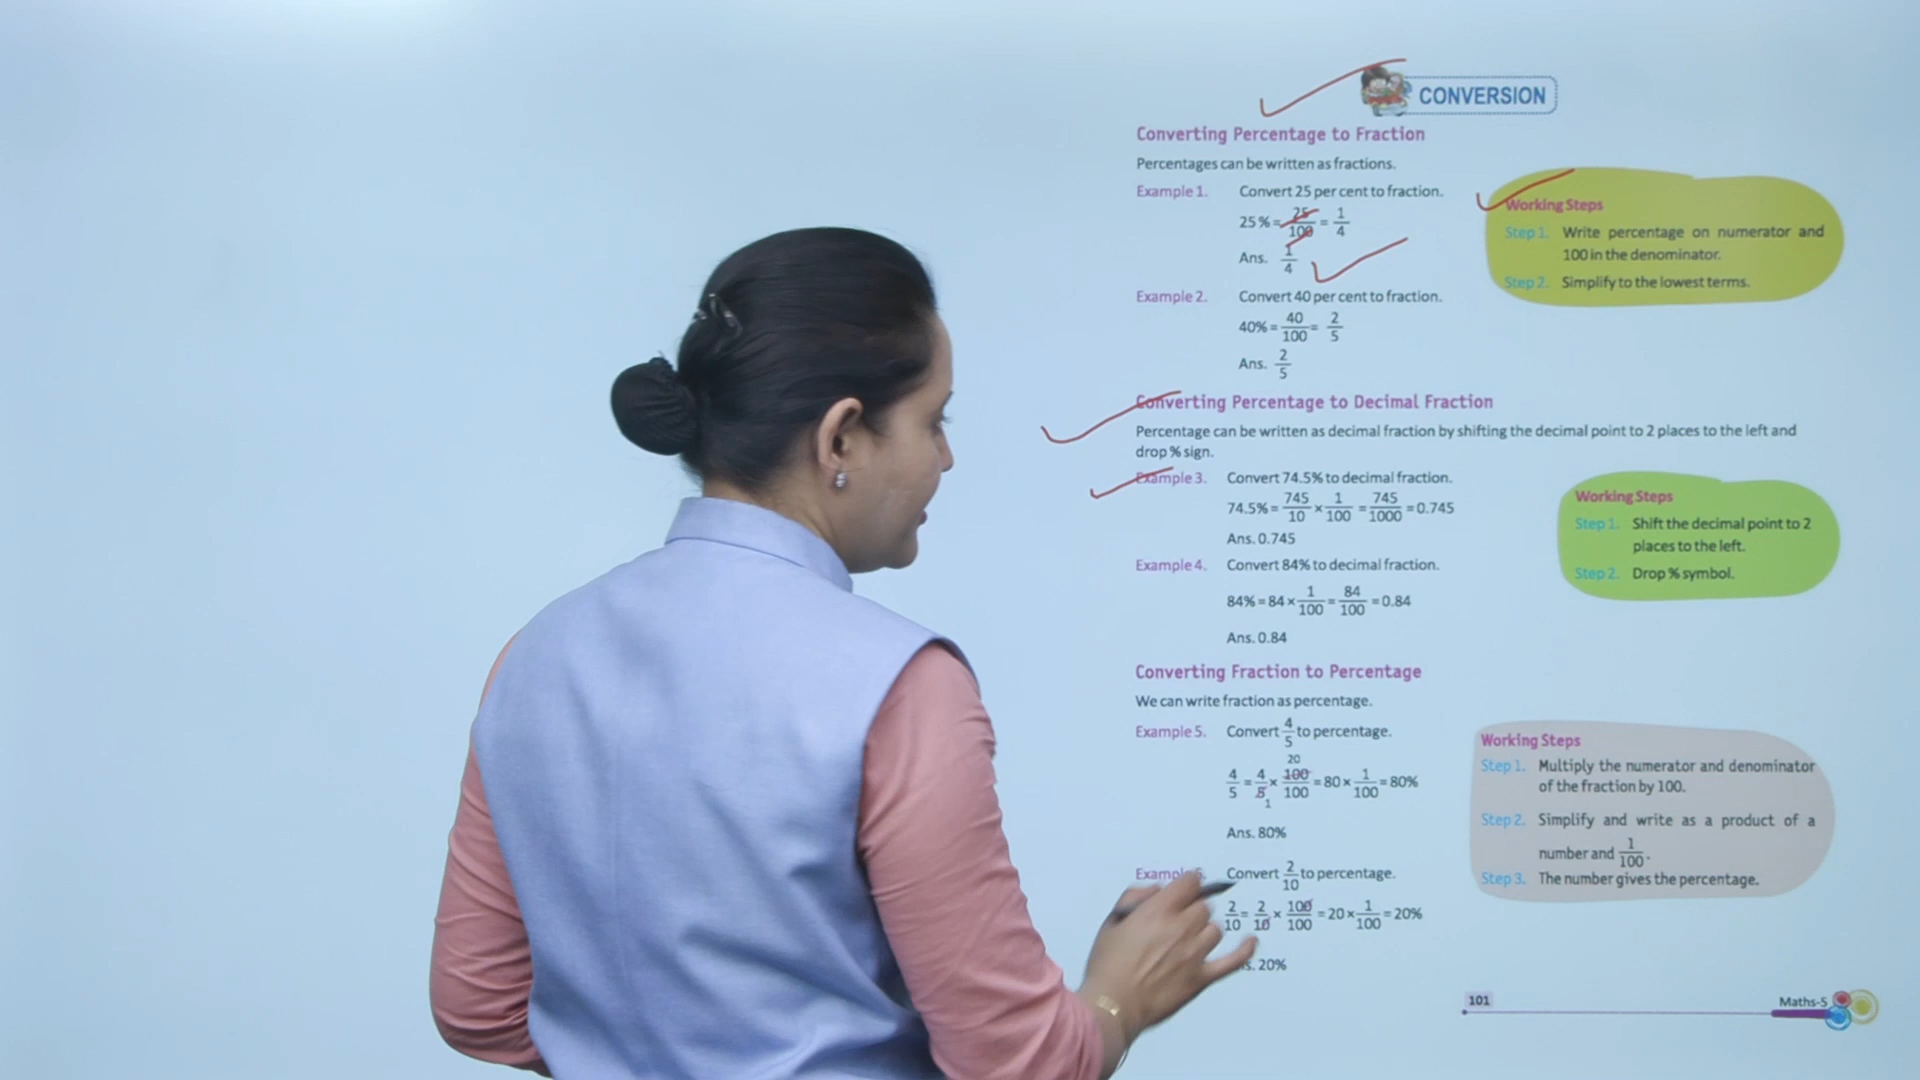 CONVERSION
Converting Percentage to Fraction
Percentages can be written as fractions.
Example 1. Convert 25 per cent to fraction.
25% = 25/100 = 1/4
Ans. 1/4
Example 2. Convert 40 per cent to fraction.
40% = 40/100 = 2/5
Ans. 2/5
Working Steps
Step 1. Write percentage on numerator and
100 in the denominator.
Step 2. Simplify to the lowest terms.
Converting Percentage to Decimal Fraction
Percentage can be written as decimal fraction by shifting the decimal point to 2 places to the left and
drop % sign.
Example 3. Convert 74.5% to decimal fraction.
74.5% = 745/10 × 1/100 = 745/1000 = 0.745
Ans. 0.745
Example 4. Convert 84% to decimal fraction.
84% = 84 × 1/100 = 84/100 = 0.84
Ans. 0.84
Working Steps
Step 1. Shift the decimal point to 2
places to the left.
Step 2. Drop % symbol.
Converting Fraction to Percentage
We can write fraction as percentage.
Example 5. Convert 4/5 to percentage.
20
4/5 = 4/5 × 100/100 = 80 × 1/100 = 80%
1
Ans. 80%
Example Convert 2/10 to percentage.
2/10 = 2/10 × 100/100 = 20 × 1/100 = 20%
20%
Working Steps
Step 1. Multiply the numerator and denominator
of the fraction by 100.
Step 2. Simplify and write as a product of a
number and 1/100.
Step 3. The number gives the percentage.
101
Maths-5